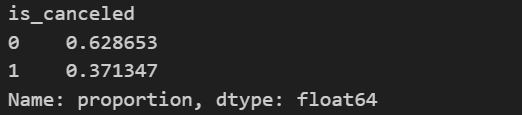 is_canceled
0    0.628653
1    0.371347
Name: proportion, dtype: float64